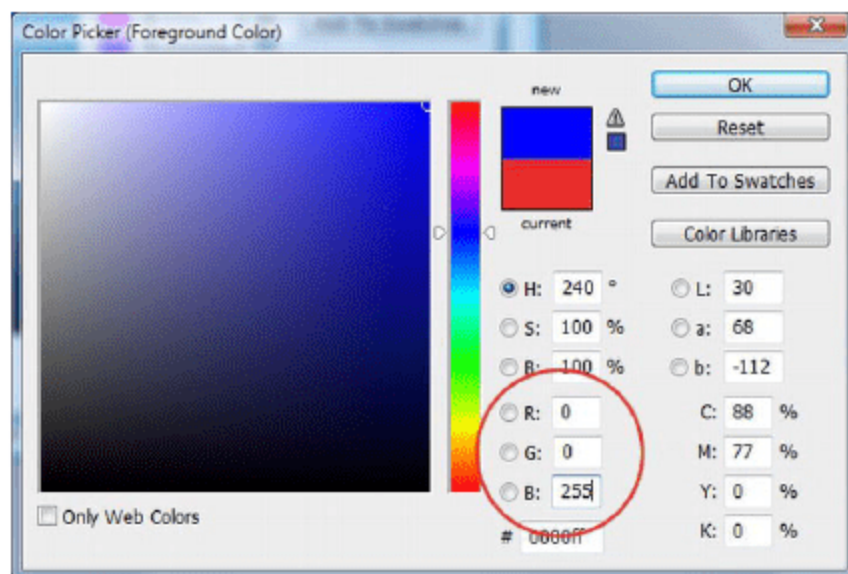 Color Picker (Foreground Color)
new
current
OK
Reset
Add To Swatches
Color Libraries
H: 240 °
S: 100 %
B: 100 %
R: 0
G: 0
B: 255
# 0000ff
L: 30
a: 68
b: -112
C: 88 %
M: 77 %
Y: 0 %
K: 0 %
Only Web Colors